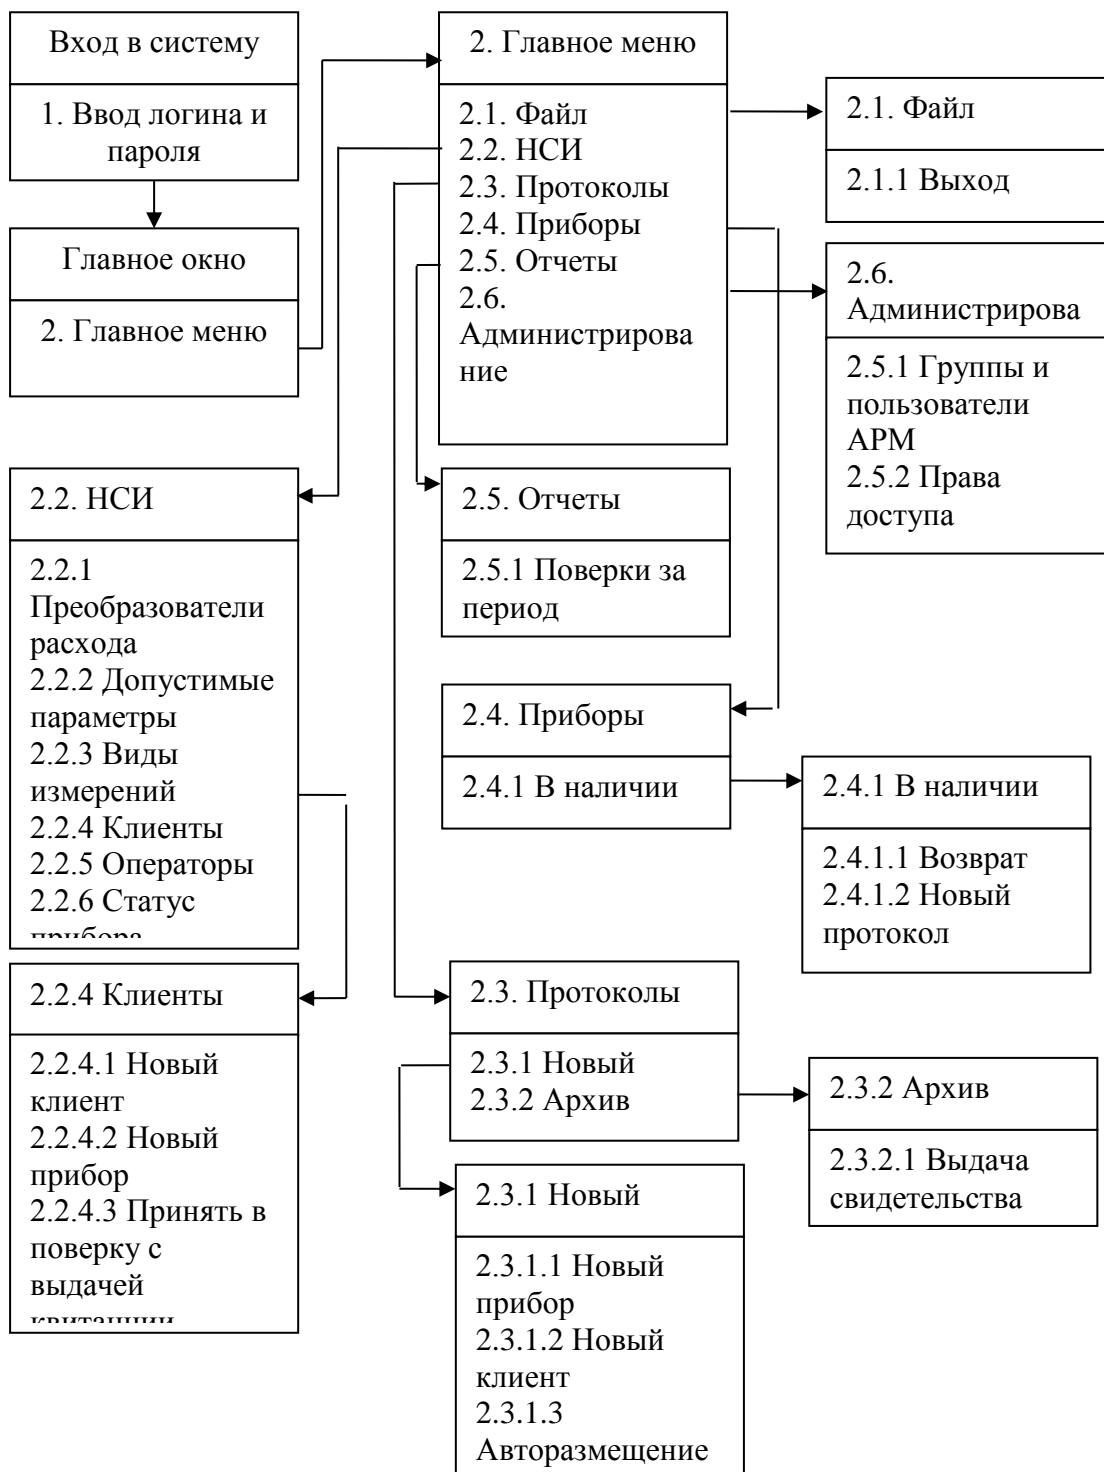 Вход в систему
1. Ввод логина и
пароля
Главное окно
2. Главное меню
2. Главное меню
2.1. Файл
2.2. НСИ
2.3. Протоколы
2.4. Приборы
2.5. Отчеты
2.6.
Администрирова
ние
2.1. Файл
2.1.1 Выход
2.6.
Администрирова
2.5.1 Группы и
пользователи
АРМ
2.5.2 Права
доступа
2.2. НСИ
2.2.1
Преобразователи
расхода
2.2.2 Допустимые
параметры
2.2.3 Виды
измерений
2.2.4 Клиенты
2.2.5 Операторы
2.2.6 Статус
прибора
2.5. Отчеты
2.5.1 Поверки за
период
2.4. Приборы
2.4.1 В наличии
2.4.1 В наличии
2.4.1.1 Возврат
2.4.1.2 Новый
протокол
2.2.4 Клиенты
2.2.4.1 Новый
клиент
2.2.4.2 Новый
прибор
2.2.4.3 Принять в
поверку с
выдачей
квитанции
2.3. Протоколы
2.3.1 Новый
2.3.2 Архив
2.3.2 Архив
2.3.2.1 Выдача
свидетельства
2.3.1 Новый
2.3.1.1 Новый
прибор
2.3.1.2 Новый
клиент
2.3.1.3
Авторазмещение